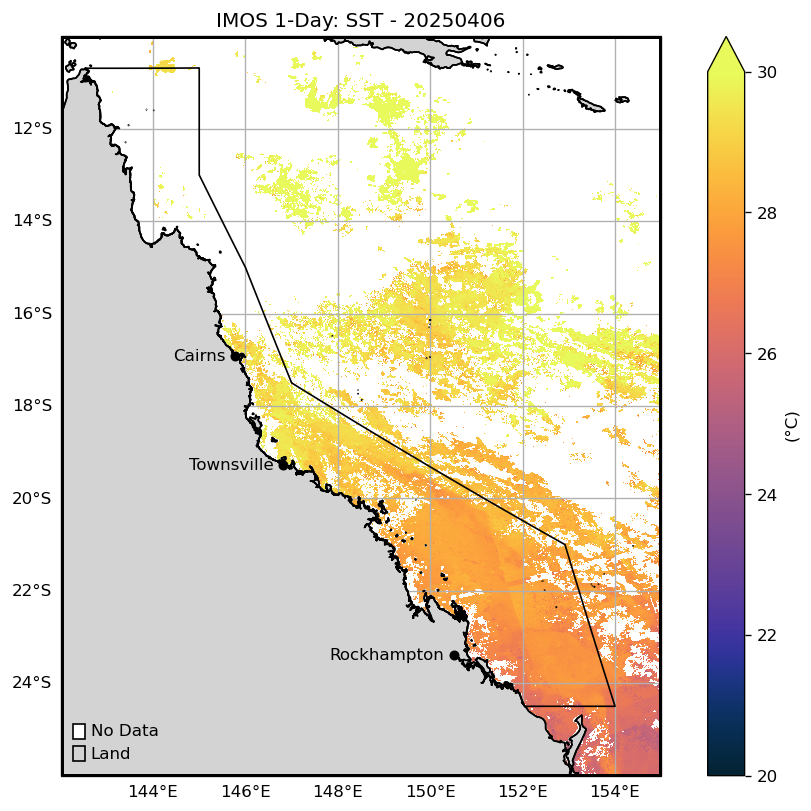 IMOS 1-Day: SST - 20250406
12°S
14°S
16°S
18°S
20°S
22°S
24°S
Cairns
Townsville
Rockhampton
No Data
Land
144°E 146°E 148°E 150°E 152°E 154°E
30
28
26
24
22
20
(°C)